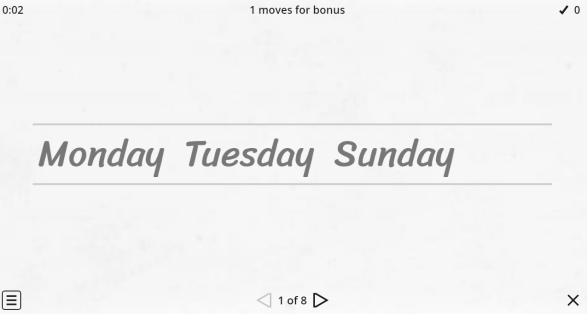 0:02 1 moves for bonus ✓ 0
Monday Tuesday Sunday
1 of 8